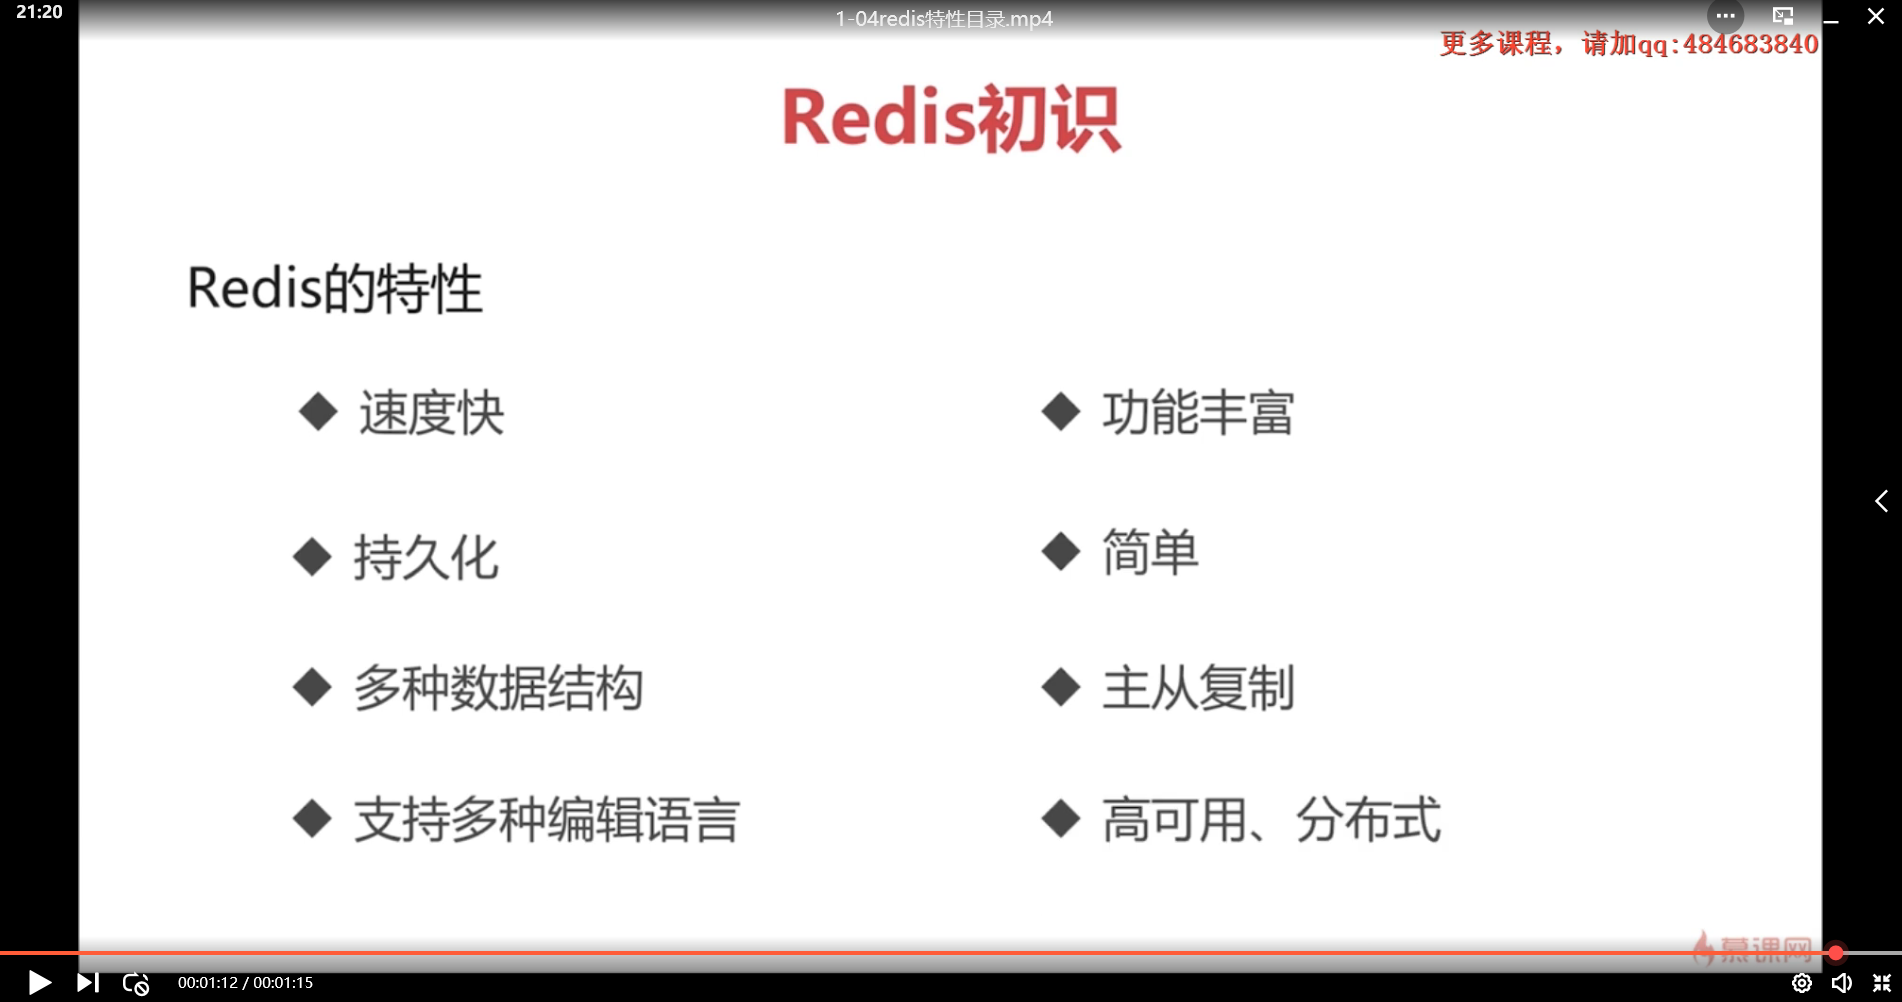 21:20
1-04redis特性目录.mp4
更多课程，请加qq:484683840
Redis初识
Redis的特性
◆ 速度快
◆ 功能丰富
◆ 持久化
◆ 简单
◆ 多种数据结构
◆ 主从复制
◆ 支持多种编辑语言
◆ 高可用、分布式
慕课网
00:01:12 / 00:01:15